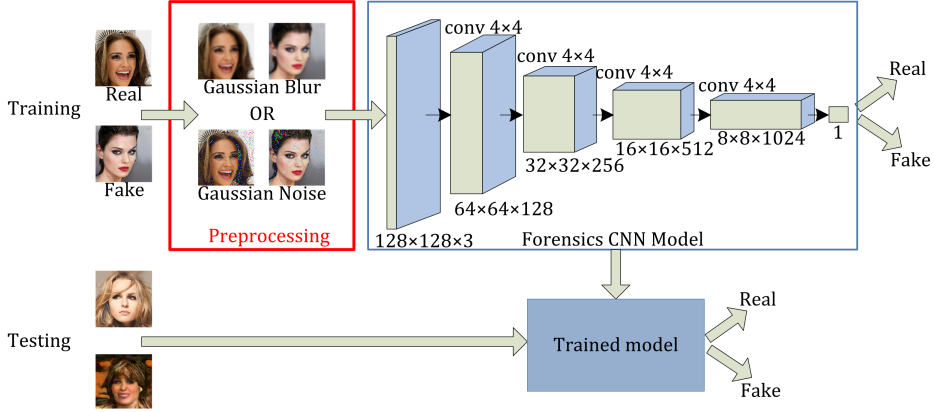 Training
Real
Fake
Gaussian Blur
OR
Gaussian Noise
Preprocessing
conv 4×4
conv 4×4
conv 4×4
conv 4×4
128×128×3
64×64×128
32×32×256
16×16×512
8×8×1024
1
Real
Fake
Forensics CNN Model
Testing
Trained model
Real
Fake